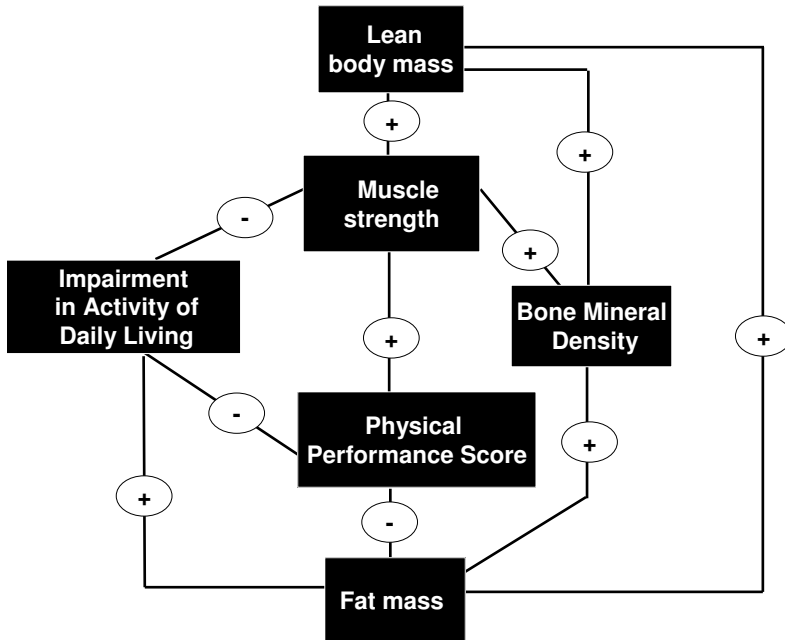 Lean
body mass
+
+
Muscle
strength
-
+
Impairment
in Activity of
Daily Living
Bone Mineral
Density
+
+
-
Physical
Performance Score
+
+
-
Fat mass